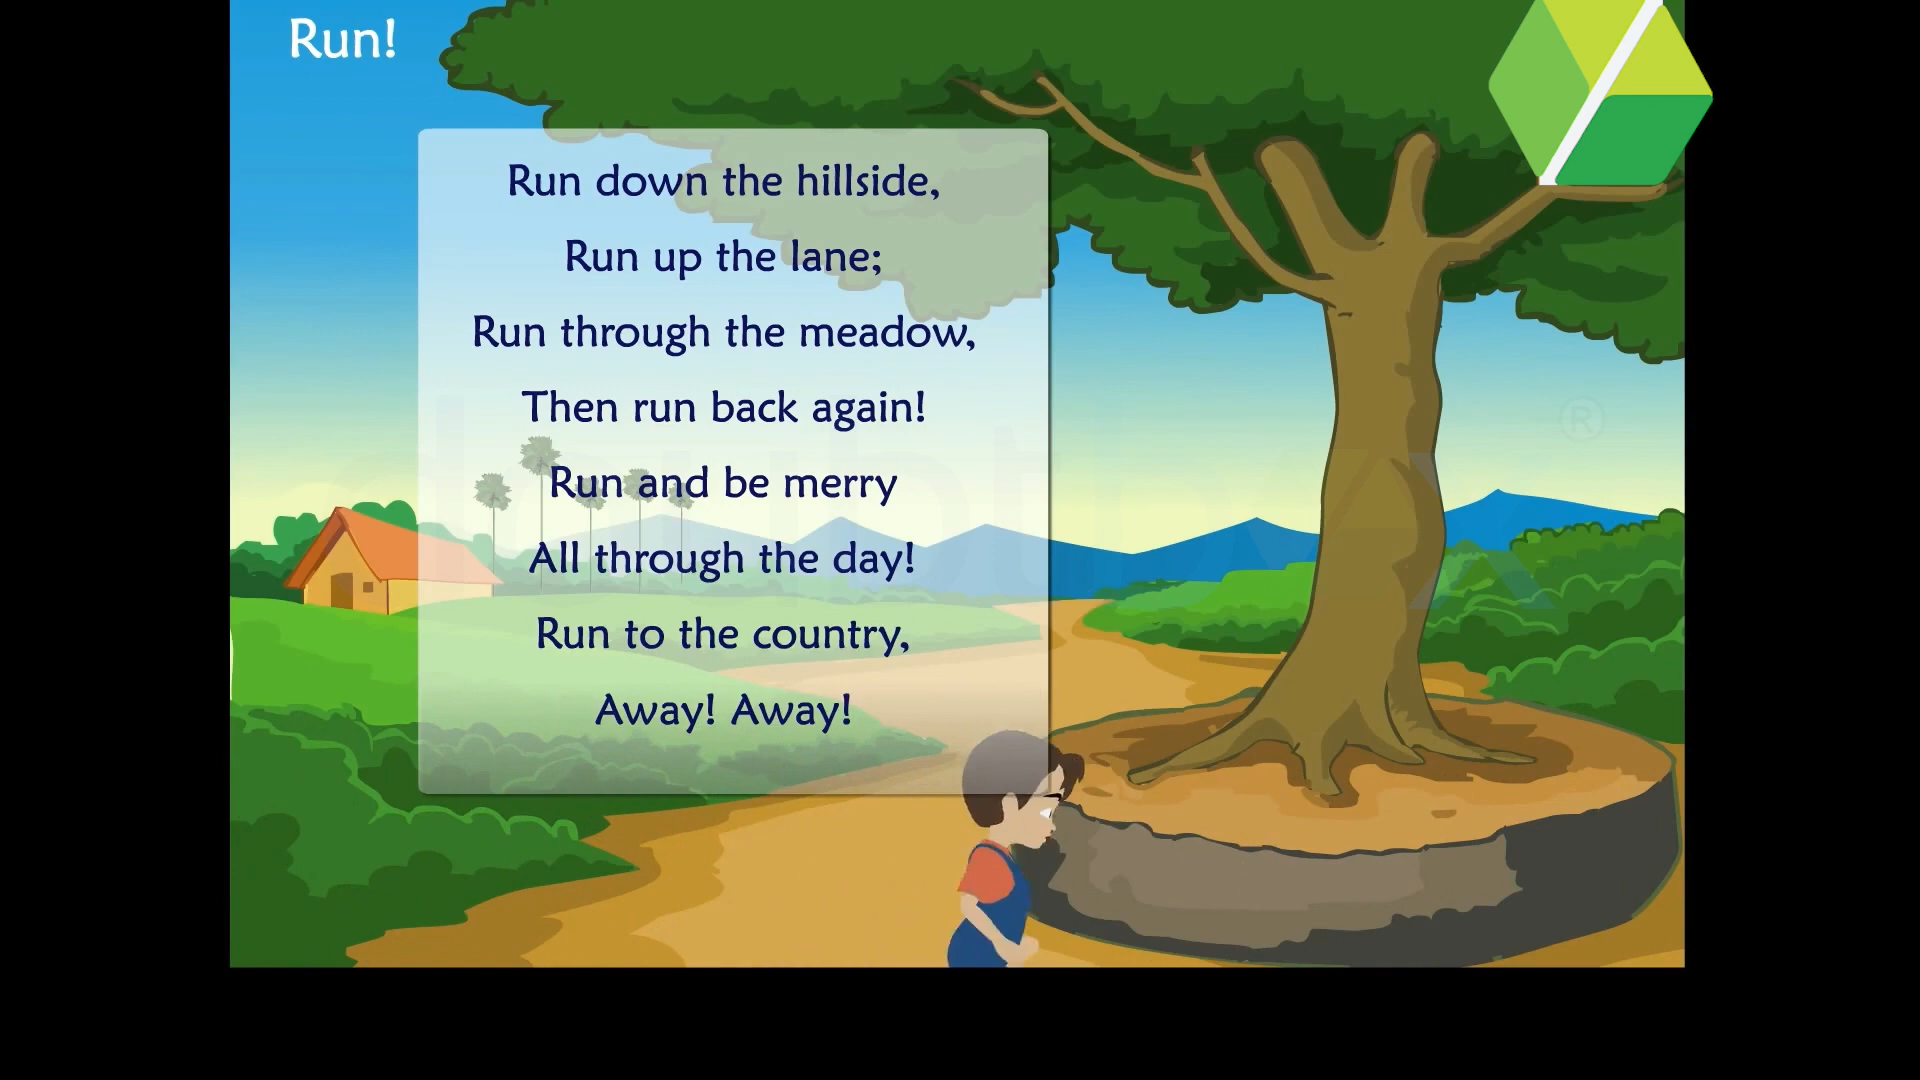 Run!
Run down the hillside,
Run up the lane;
Run through the meadow,
Then run back again!
Run and be merry
All through the day!
Run to the country,
Away! Away!
®